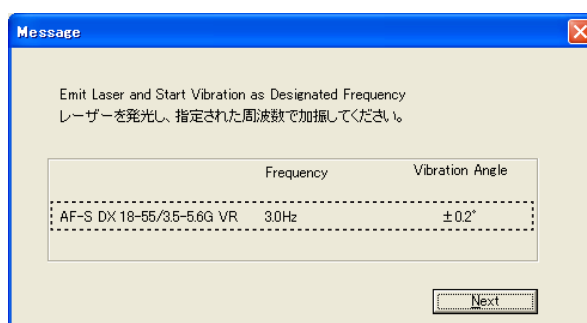 Message
Emit Laser and Start Vibration as Designated Frequency
レーザーを発光し、指定された周波数で加振してください。
Frequency Vibration Angle
AF-S DX 18-55/3.5-5.6G VR 3.0Hz ±0.2°
Next